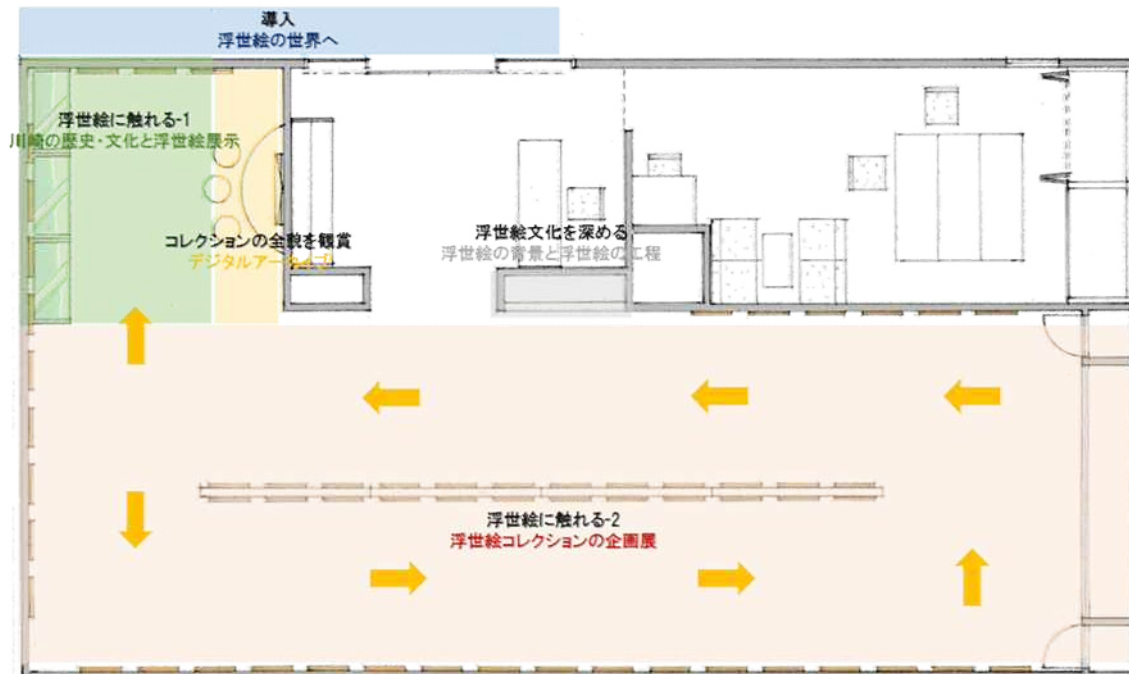 導入
浮世絵の世界へ
浮世絵に触れる-1
川崎の歴史・文化と浮世絵展示
コレクションの全貌を観賞
デジタルアーカイブ
浮世絵文化を深める
浮世絵の背景と浮世絵の工程
浮世絵に触れる-2
浮世絵コレクションの企画展